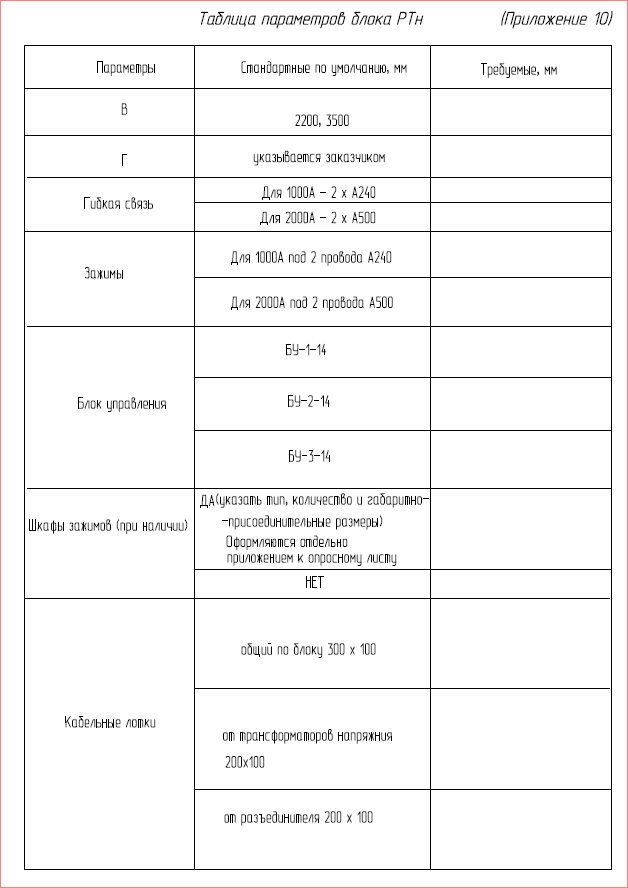 Таблица параметров блока РТн (Приложение 10)
Параметры Стандартные по умолчанию, мм Требуемые, мм
В 2200, 3500
Г указывается заказчиком
Гибкая связь
Для 1000А – 2 х А240
Для 2000А – 2 х А500
Зажимы
Для 1000А под 2 провода А240
Для 2000А под 2 провода А500
Блок управления
БУ-1-14
БУ-2-14
БУ-3-14
Шкафы зажимов (при наличии)
ДА(указать тип, количество и габаритно-
-присоединительные размеры)
Оформляются отдельно
приложением к опросному листу
НЕТ
Кабельные лотки
общий по блоку 300 х 100
от трансформаторов напряжния
200х100
от разъединителя 200 х 100